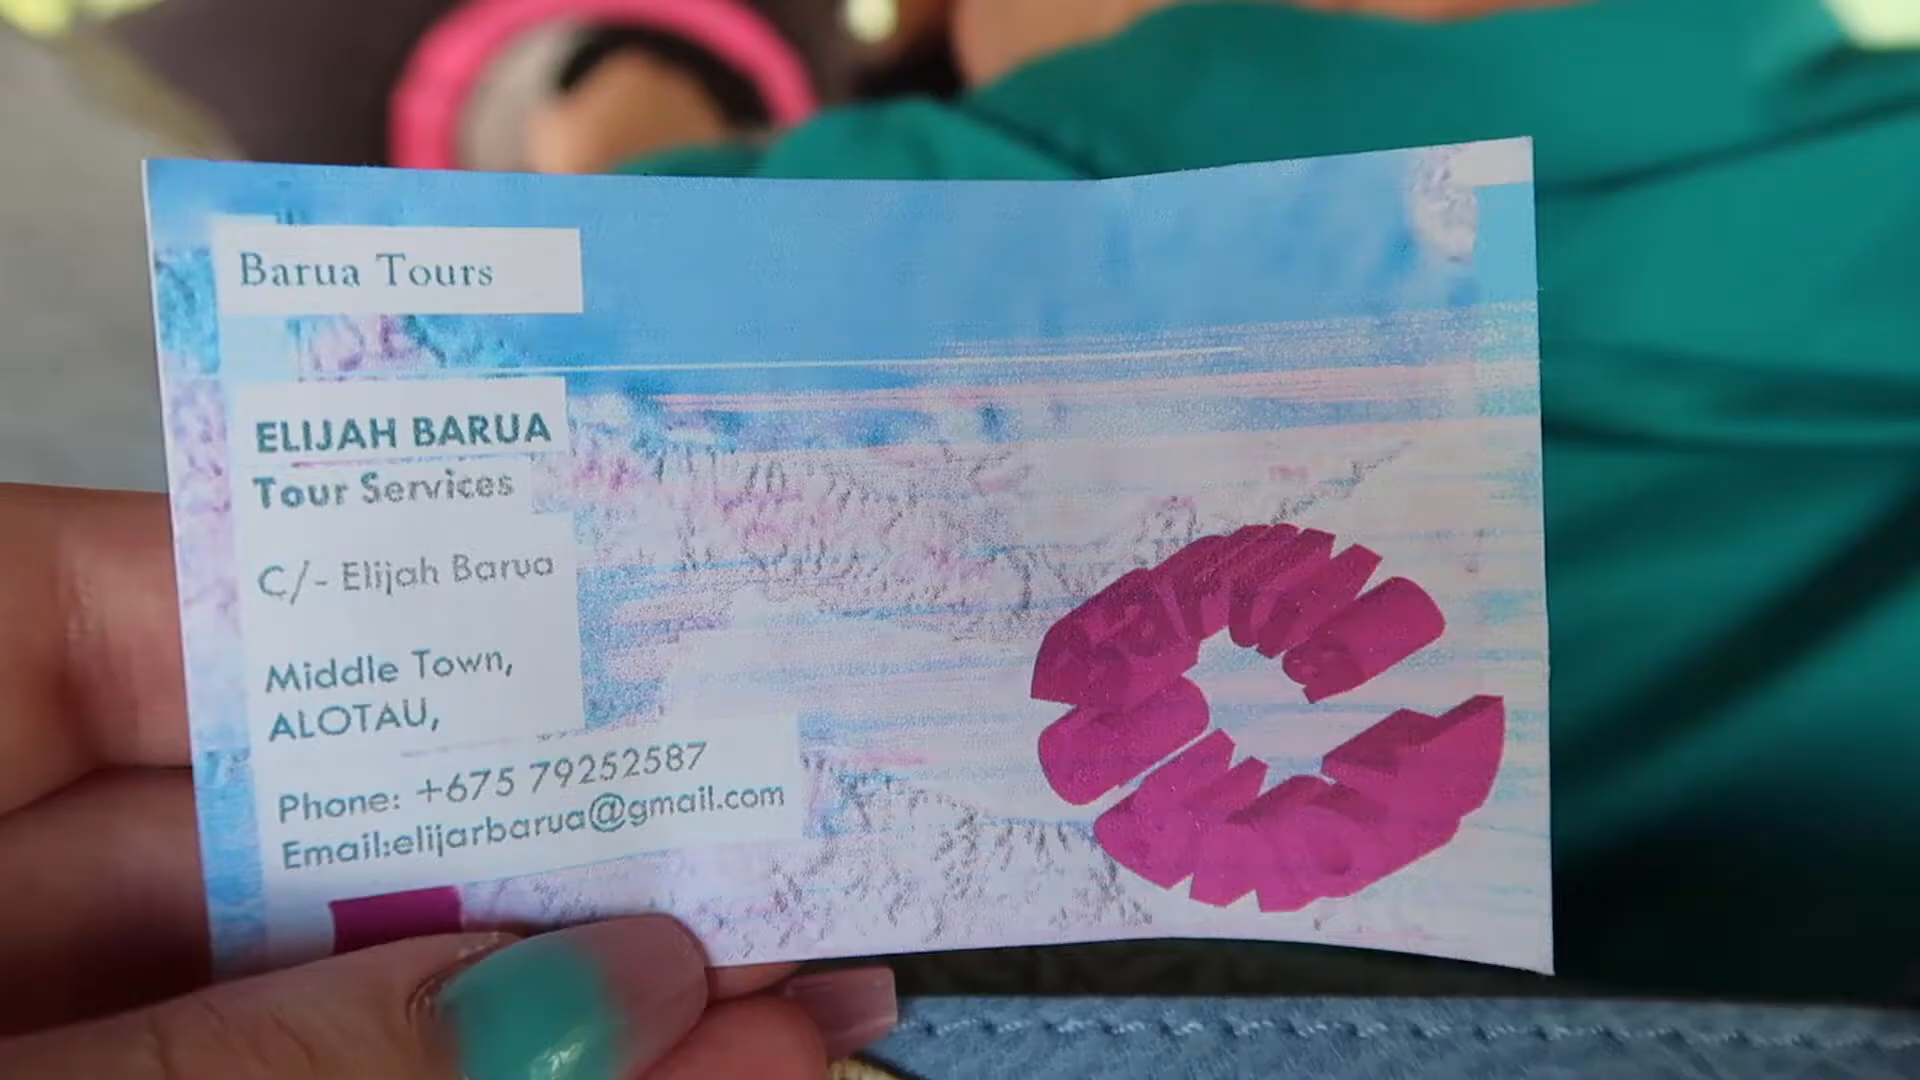 Barua Tours
ELIJAH BARUA
Tour Services
C/- Elijah Barua
Middle Town,
ALOTAU,
Phone: +675 79252587
Email:elijarbarua@gmail.com